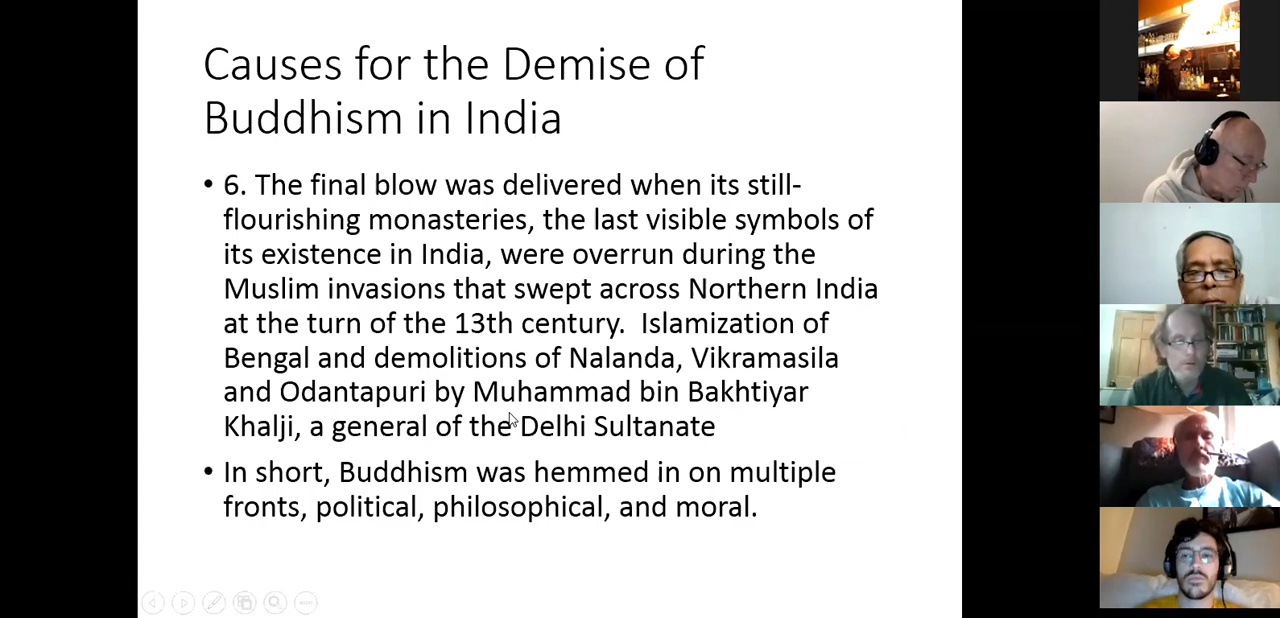 Causes for the Demise of
Buddhism in India
• 6. The final blow was delivered when its still-
flourishing monasteries, the last visible symbols of
its existence in India, were overrun during the
Muslim invasions that swept across Northern India
at the turn of the 13th century.  Islamization of
Bengal and demolitions of Nalanda, Vikramasila
and Odantapuri by Muhammad bin Bakhtiyar
Khalji, a general of the Delhi Sultanate
• In short, Buddhism was hemmed in on multiple
fronts, political, philosophical, and moral.